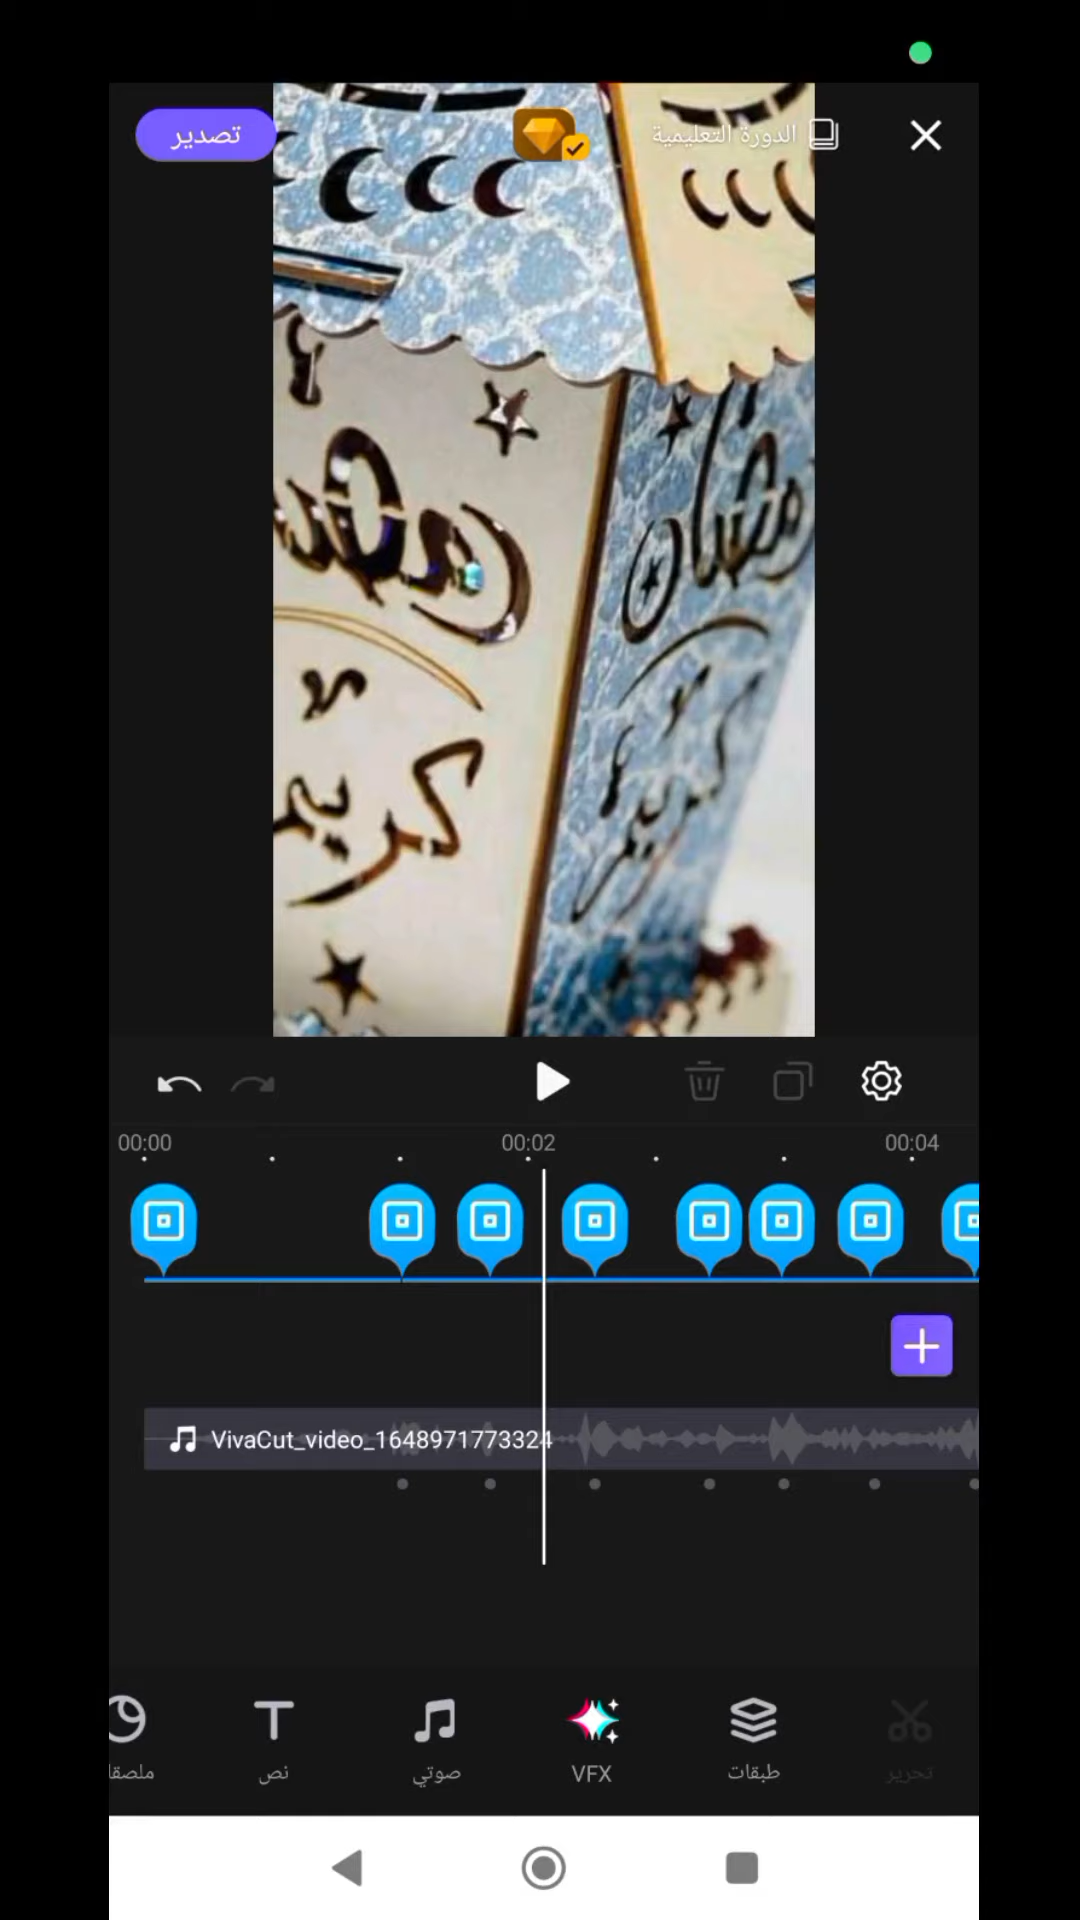 الدورة التعليمية
تصدير
رمضان
كريم
رمضان
كريم
00:00
00:02
00:04
VivaCut_video_1648971773324
تحرير
طبقات
VFX
صوتي
نص
ملصقا